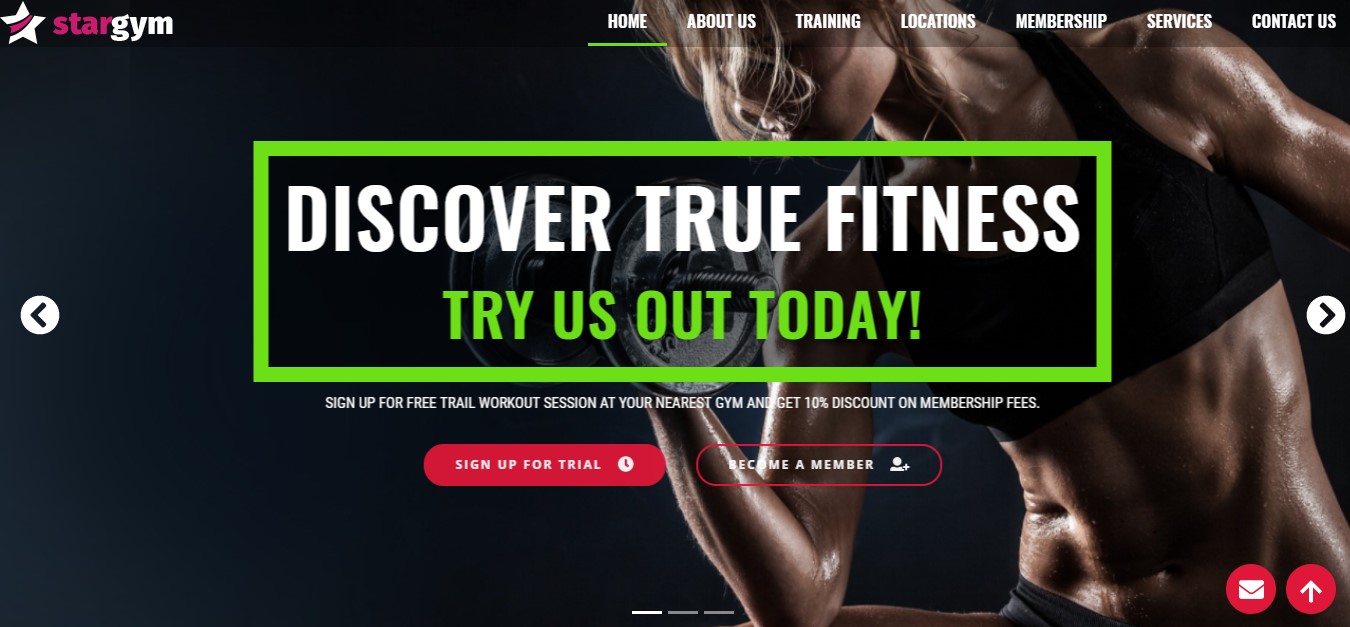 stargym
HOME ABOUT US TRAINING LOCATIONS MEMBERSHIP SERVICES CONTACT US
DISCOVER TRUE FITNESS
TRY US OUT TODAY!
SIGN UP FOR FREE TRAIL WORKOUT SESSION AT YOUR NEAREST GYM AND GET 10% DISCOUNT ON MEMBERSHIP FEES.
SIGN UP FOR TRIAL
BECOME A MEMBER